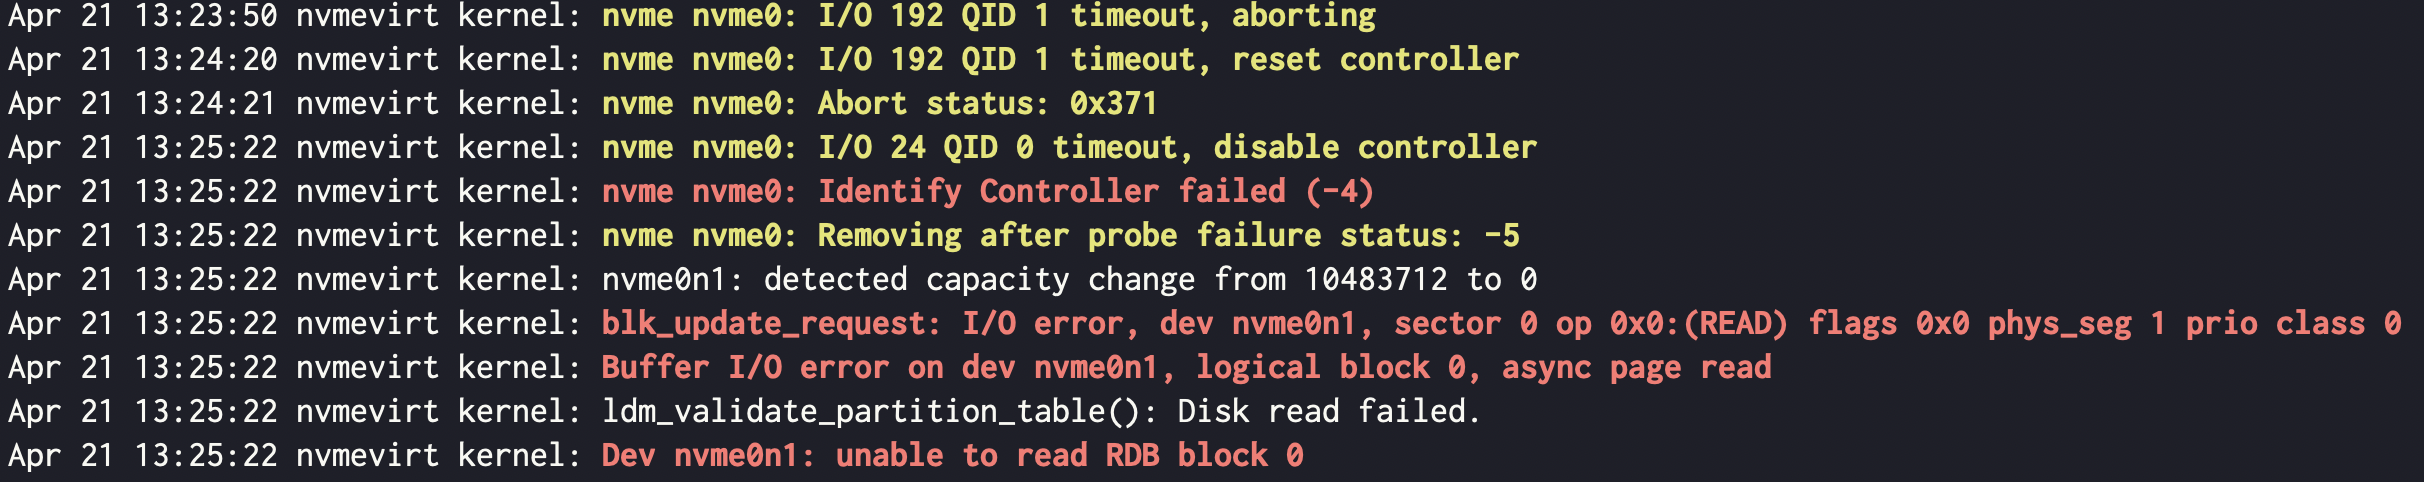 Apr 21 13:23:50 nvmevirt kernel: nvme nvme0: I/O 192 QID 1 timeout, aborting
Apr 21 13:24:20 nvmevirt kernel: nvme nvme0: I/O 192 QID 1 timeout, reset controller
Apr 21 13:24:21 nvmevirt kernel: nvme nvme0: Abort status: 0x371
Apr 21 13:25:22 nvmevirt kernel: nvme nvme0: I/O 24 QID 0 timeout, disable controller
Apr 21 13:25:22 nvmevirt kernel: nvme nvme0: Identify Controller failed (-4)
Apr 21 13:25:22 nvmevirt kernel: nvme nvme0: Removing after probe failure status: -5
Apr 21 13:25:22 nvmevirt kernel: nvme0n1: detected capacity change from 10483712 to 0
Apr 21 13:25:22 nvmevirt kernel: blk_update_request: I/O error, dev nvme0n1, sector 0 op 0x0:(READ) flags 0x0 phys_seg 1 prio class 0
Apr 21 13:25:22 nvmevirt kernel: Buffer I/O error on dev nvme0n1, logical block 0, async page read
Apr 21 13:25:22 nvmevirt kernel: ldm_validate_partition_table(): Disk read failed.
Apr 21 13:25:22 nvmevirt kernel: Dev nvme0n1: unable to read RDB block 0